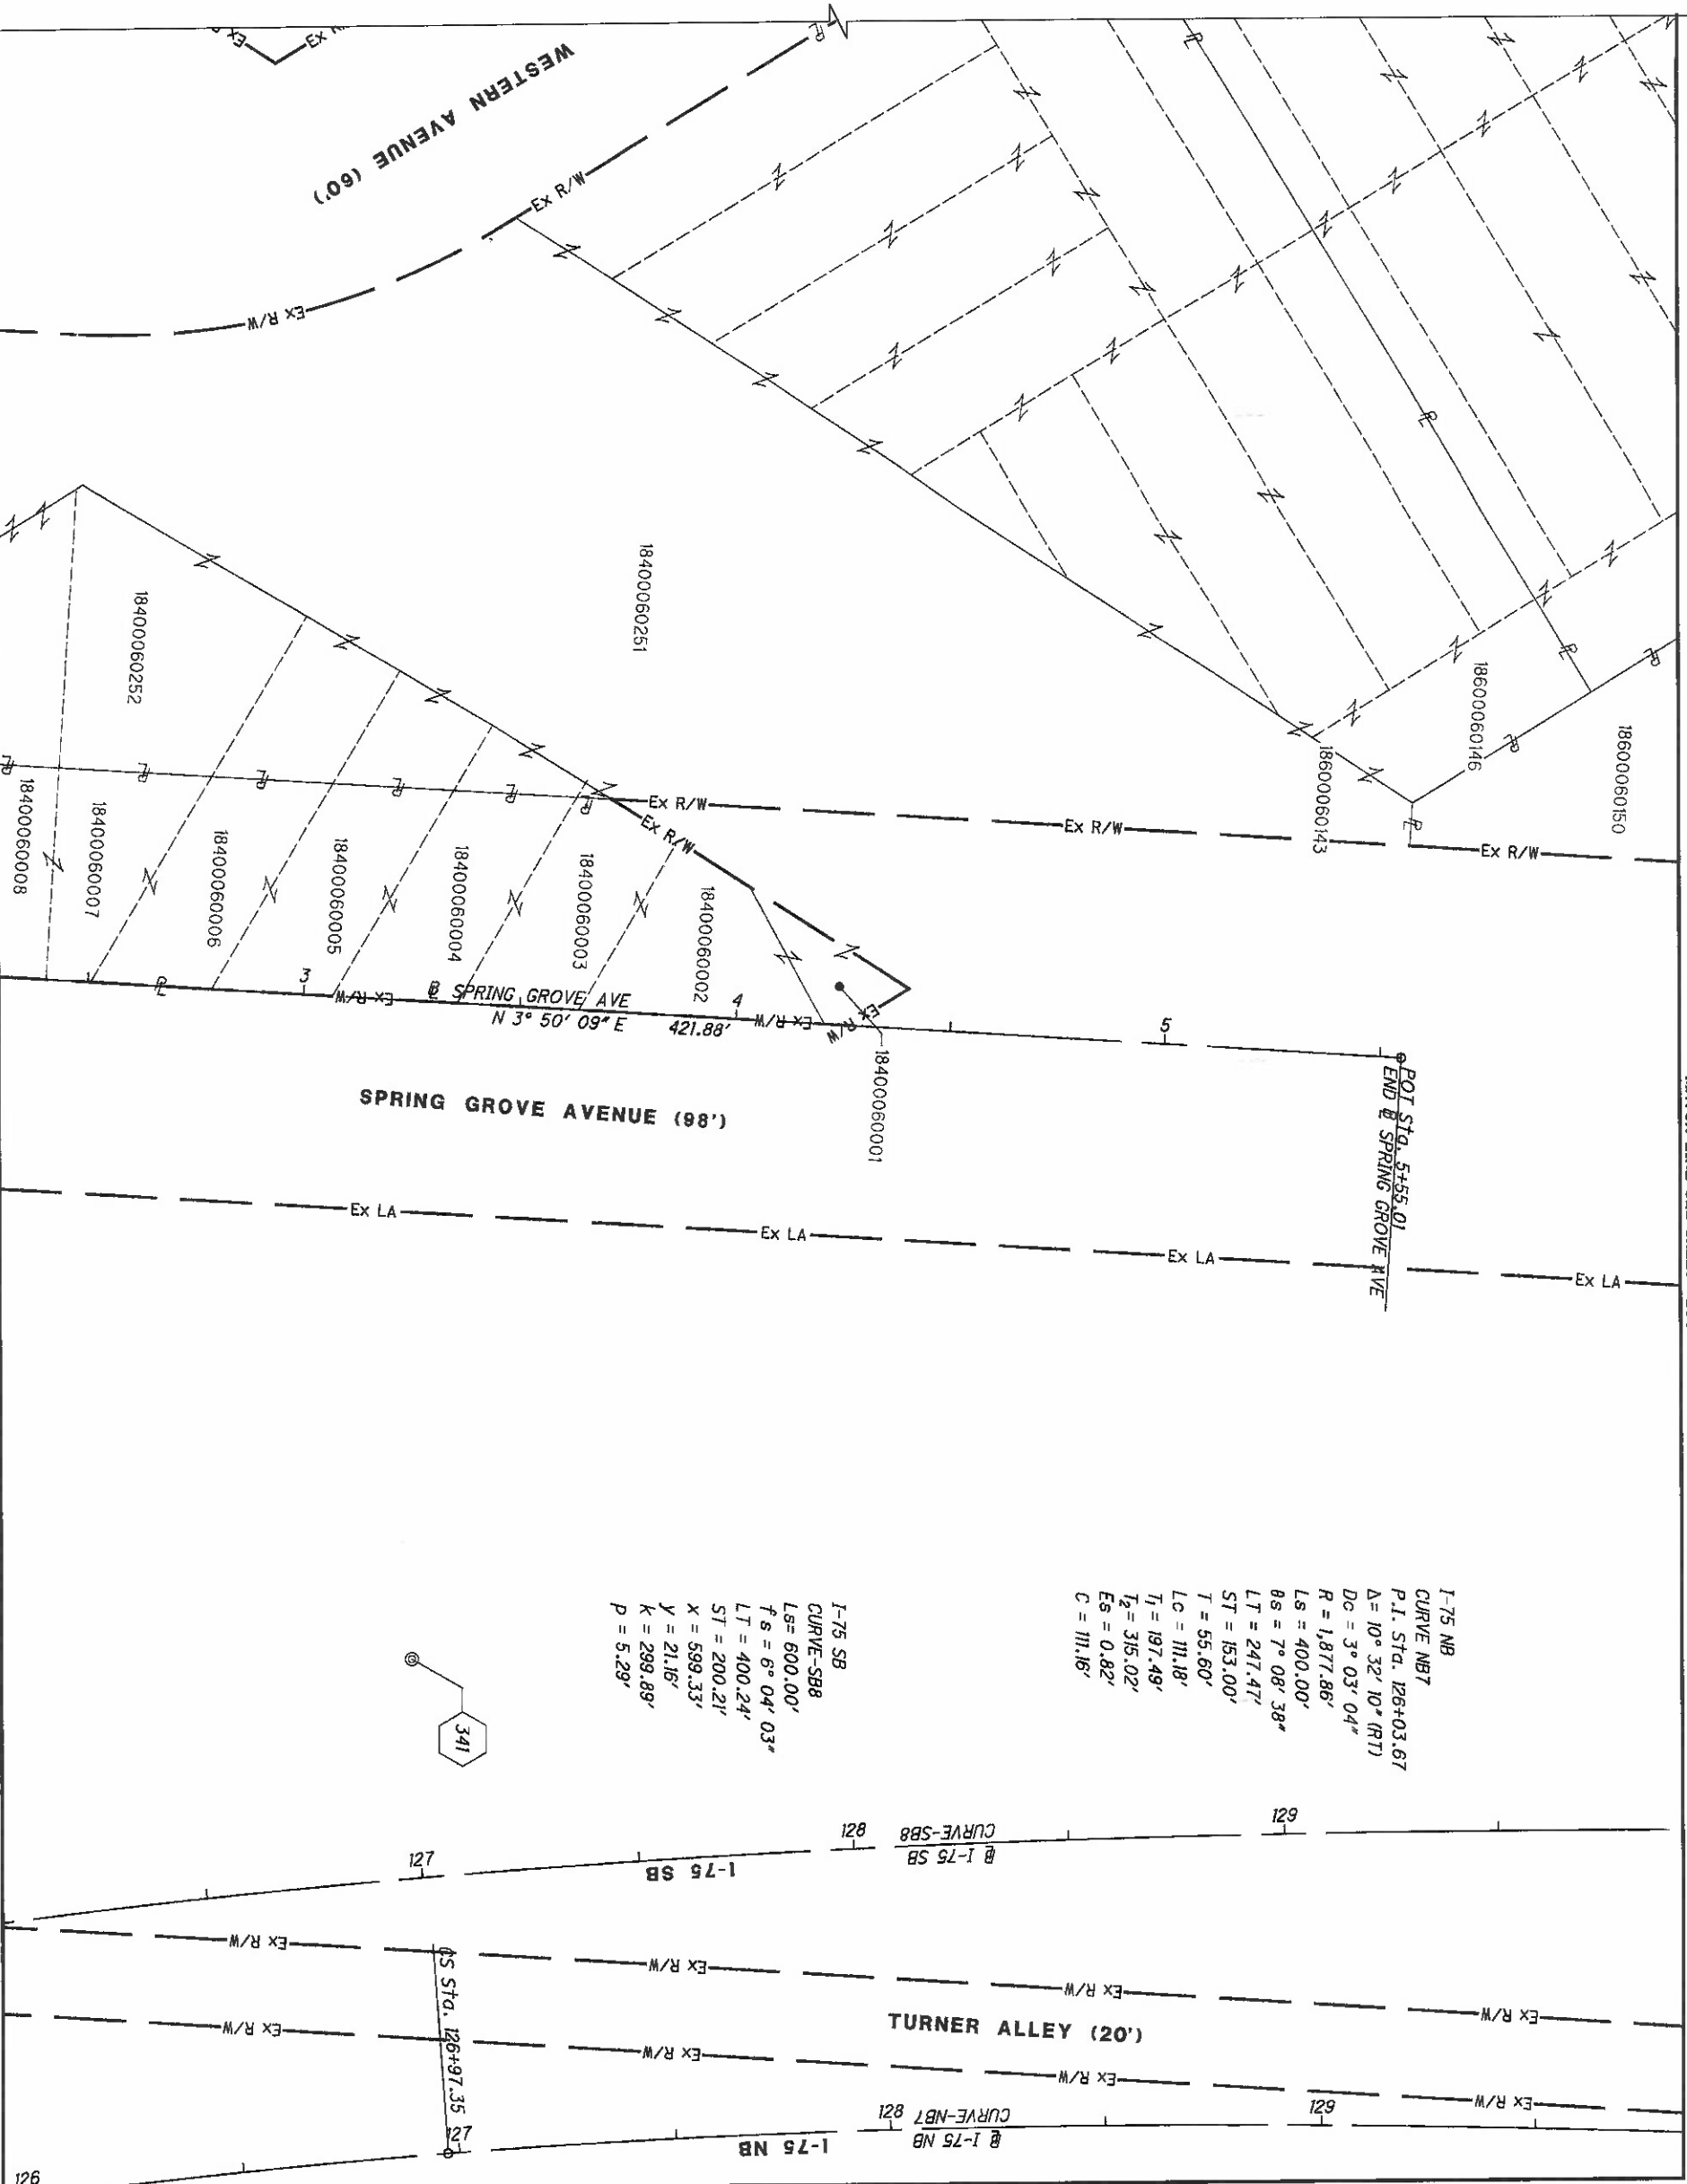 WESTERN AVENUE (60')
Ex R/W
Ex R/W
18400060251
18400060252
18600060146
18600060150
18600060143
Ex R/W
Ex R/W
Ex R/W
Ex R/W
18400060008
18400060007
18400060006
18400060005
18400060004
18400060003
18400060002
18400060001
3
Ex R/W
SPRING GROVE AVE
4
Ex R/W
Ex R/W
5
N 3° 50' 09" E 421.88'
POT Sta. 5+55.01
END SPRING GROVE AVE
SPRING GROVE AVENUE (98')
Ex LA
Ex LA
Ex LA
Ex LA
I-75 NB
CURVE NB7
P.I. Sta. 126+03.67
Δ= 10° 32' 10" (RT)
Dc = 3° 03' 04"
R = 1,877.86'
Ls = 400.00'
θs = 7° 08' 38"
LT = 247.47'
ST = 153.00'
T = 55.60'
Lc = 111.18'
T1 = 197.49'
T2 = 315.02'
Es = 0.82'
C = 111.16'
I-75 SB
CURVE-SB8
Ls= 600.00'
fs = 6° 04' 03"
LT = 400.24'
ST = 200.21'
x = 599.33'
y = 21.16'
k = 299.89'
p = 5.29'
341
127
I-75 SB
128
I-75 SB
CURVE-SB8
129
Ex R/W
Ex R/W
Ex R/W
Ex R/W
CS Sta. 126+97.35
TURNER ALLEY (20')
Ex R/W
Ex R/W
Ex R/W
Ex R/W
126
127
I-75 NB
128
I-75 NB
CURVE-NB7
129